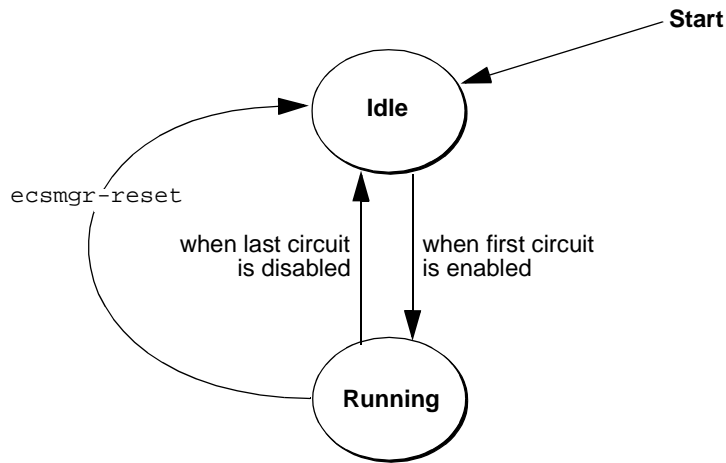 Start
Idle
ecsmgr-reset
when last circuit
is disabled
when first circuit
is enabled
Running